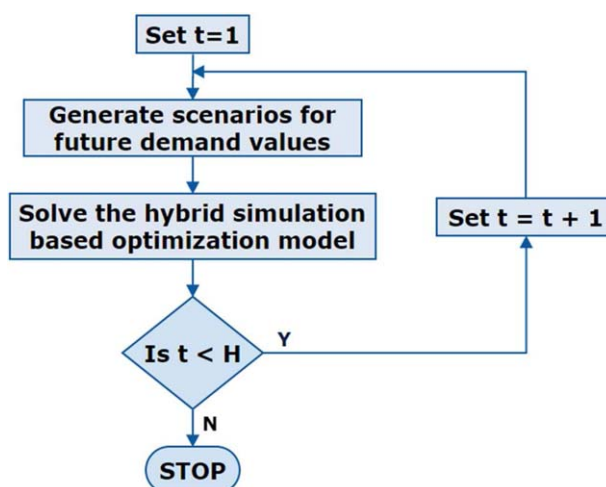 Set t=1
Generate scenarios for
future demand values
Solve the hybrid simulation
based optimization model
Set t = t + 1
Is t < H
Y
N
STOP